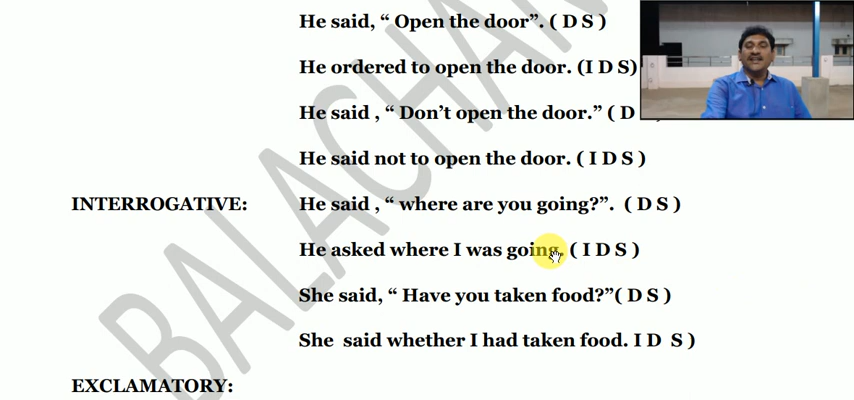 He said, “ Open the door”. ( D S )
He ordered to open the door. (I D S)
He said , “ Don’t open the door.” ( D
He said not to open the door. ( I D S )
INTERROGATIVE: He said , “ where are you going?”. ( D S )
He asked where I was going. ( I D S )
She said, “ Have you taken food?”( D S )
She said whether I had taken food. I D S )
EXCLAMATORY:
BALACHAN